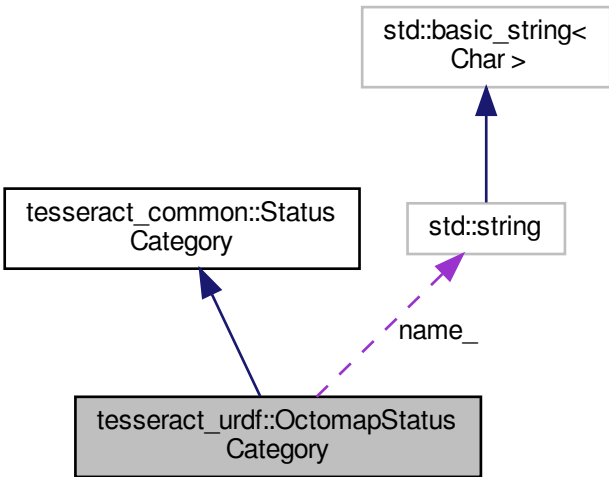 std::basic_string<
Char >
tesseract_common::Status
Category
std::string
name_
tesseract_urdf::OctomapStatus
Category